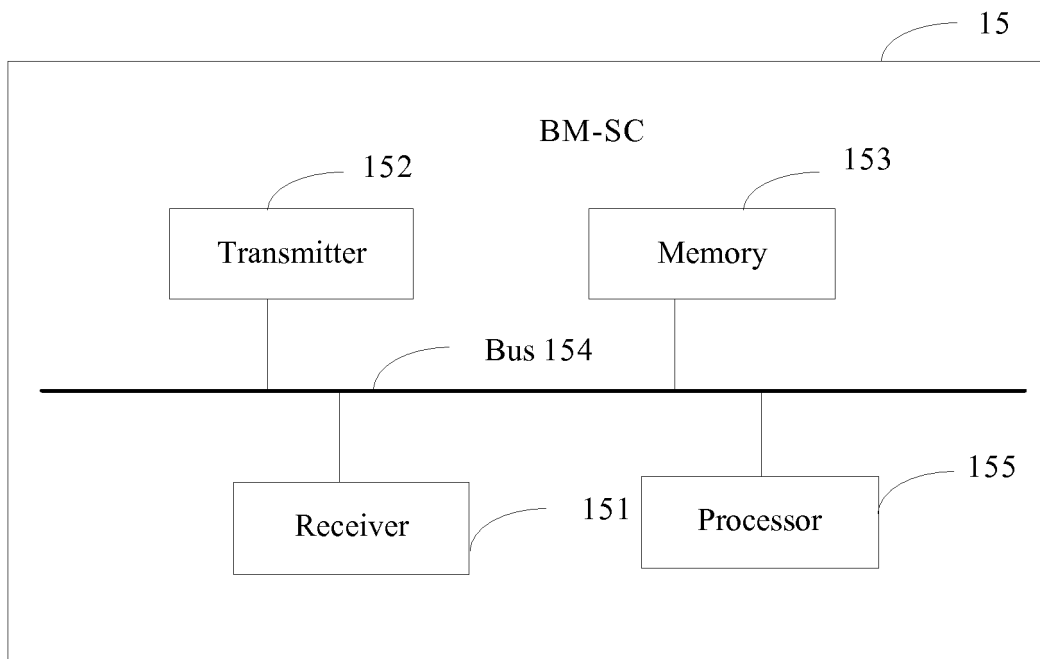 15
BM-SC
152
153
Transmitter
Memory
Bus 154
155
151
Receiver
Processor